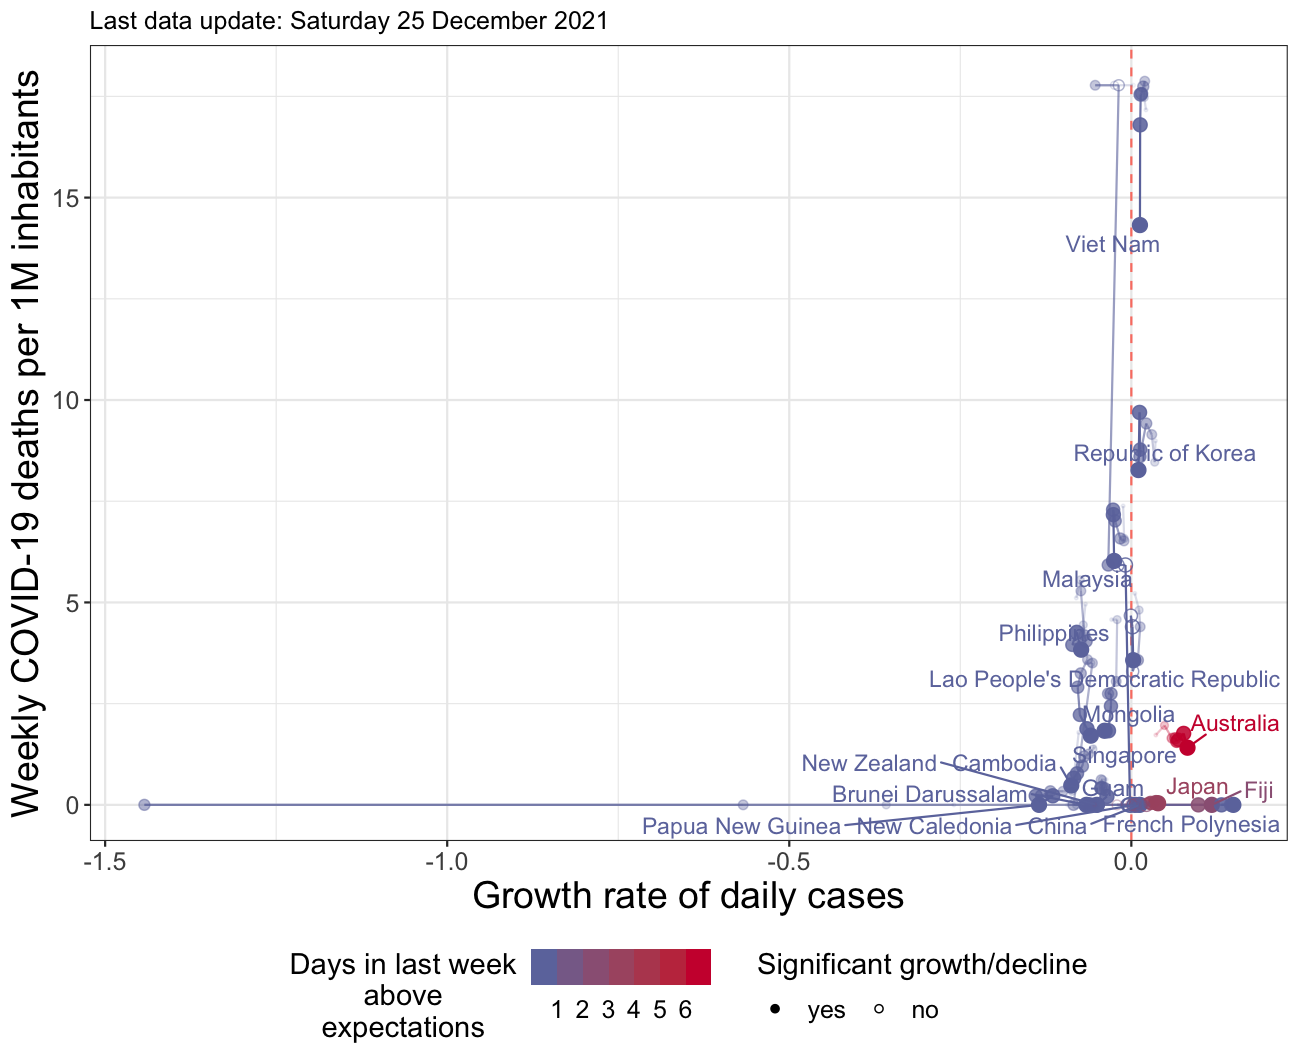 Last data update: Saturday 25 December 2021
Weekly COVID-19 deaths per 1M inhabitants
15
10
5
0
Viet Nam
Republic of Korea
Malaysia
Philippines
Lao People's Democratic Republic
Mongolia
Australia
Singapore
New Zealand
Cambodia
Guam
Japan
Fiji
Brunei Darussalam
Papua New Guinea
New Caledonia
China
French Polynesia
-1.5
-1.0
-0.5
0.0
Growth rate of daily cases
Days in last week
above
expectations
1 2 3 4 5 6
Significant growth/decline
yes
no